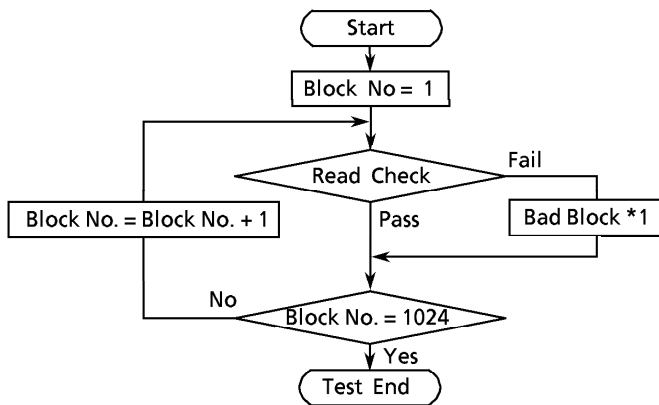 Start
Block No = 1
Read Check
Fail
Block No. = Block No. + 1
Pass
Bad Block *1
No
Block No. = 1024
Yes
Test End